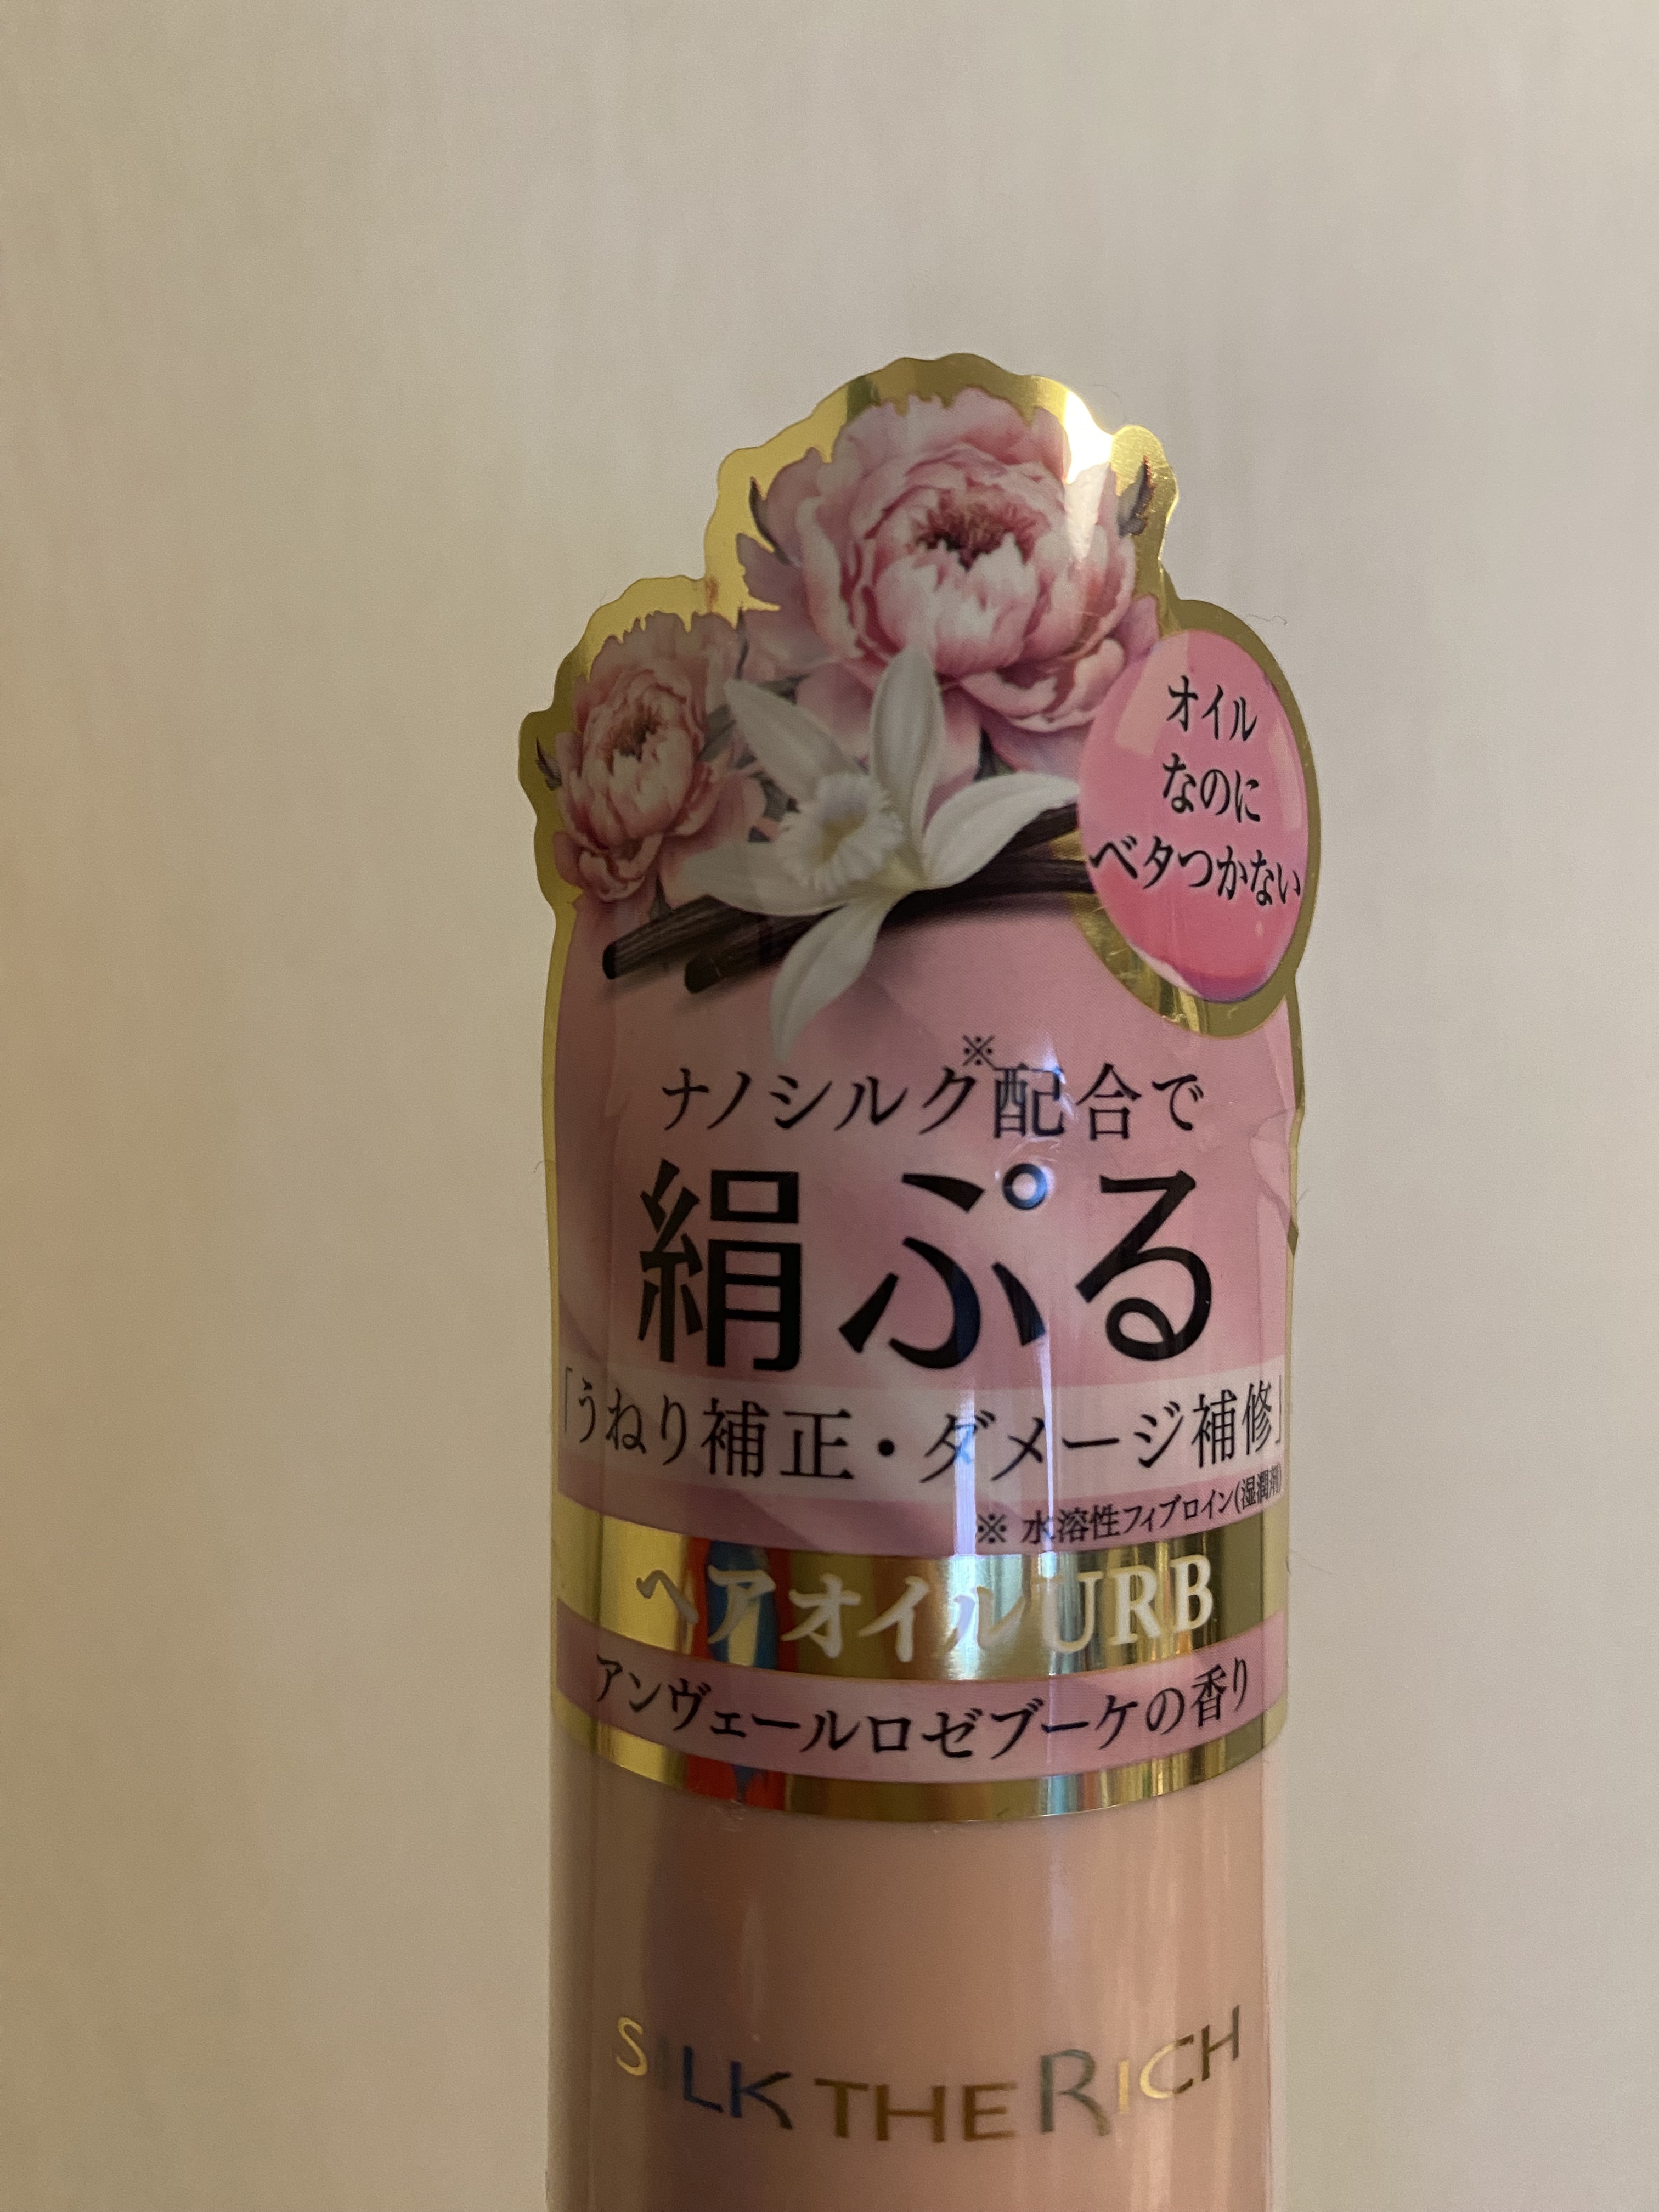 オイル
なのに
ベタつかない
ナノシルク※配合で
絹ぷる
「うねり補正・ダメージ補修」
※ 水溶性フィブロイン(湿潤剤)
ヘアオイルURB
アンヴェールロゼブーケの香り
SILK THE RICH